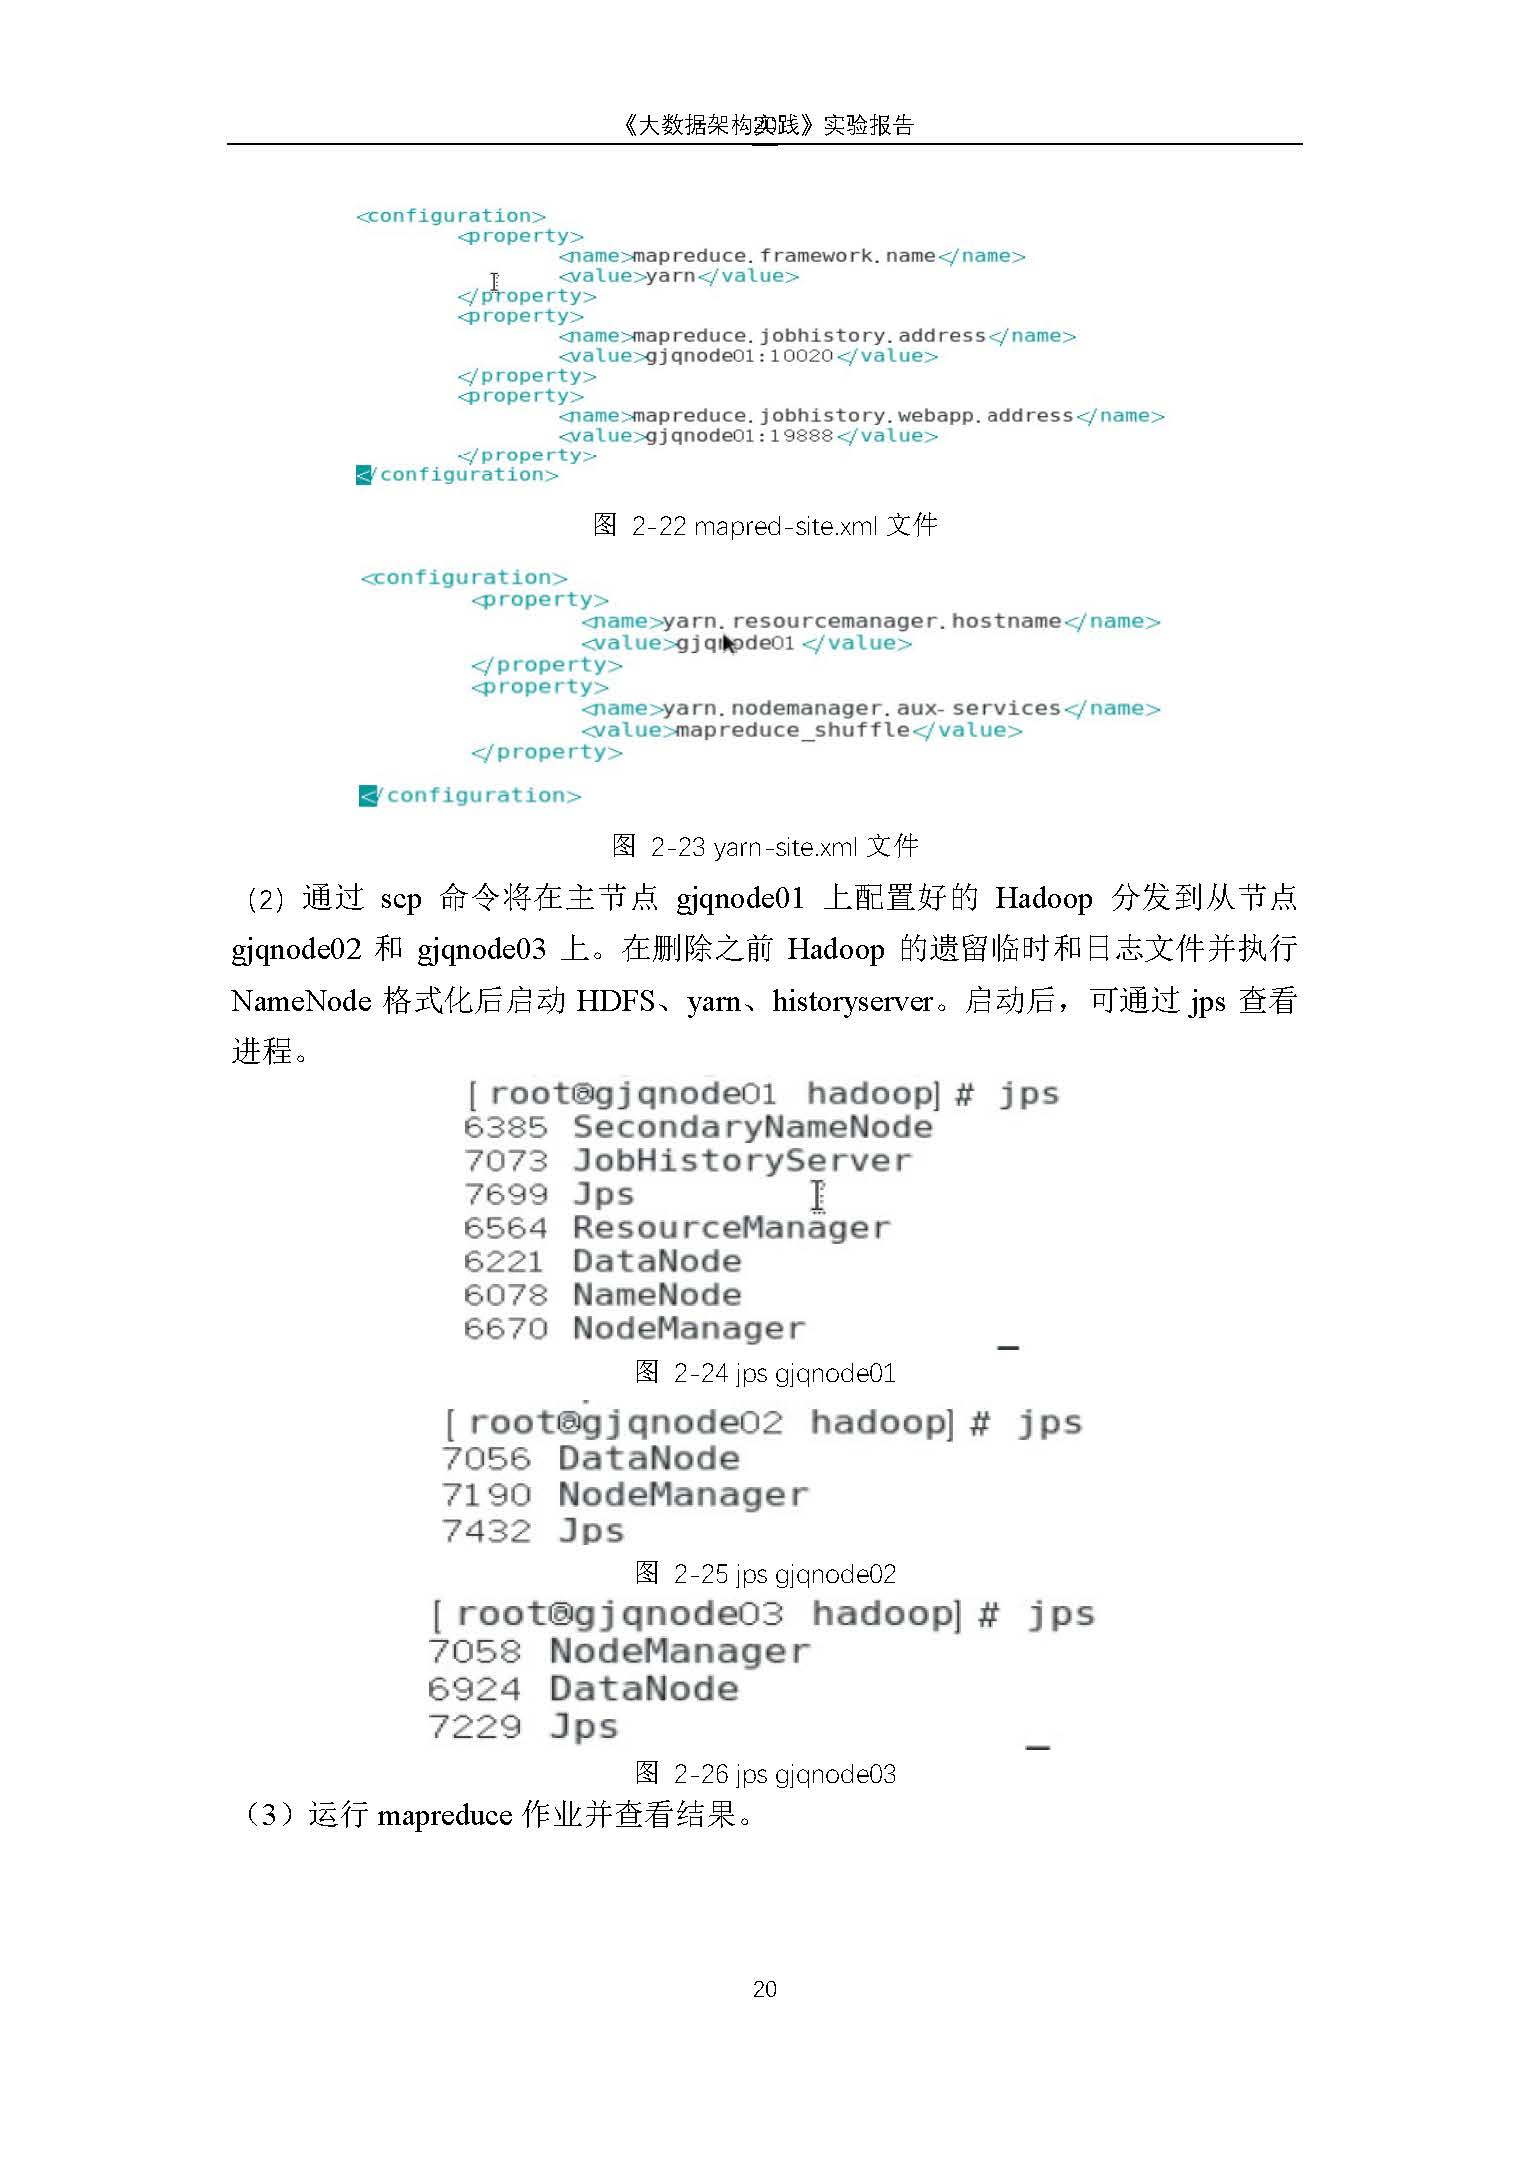 《大数据架构实践》实验报告
<configuration>
<property>
<name>mapreduce.framework.name</name>
<value>yarn</value>
</property>
<property>
<name>mapreduce.jobhistory.address</name>
<value>gjqnode01:10020</value>
</property>
<property>
<name>mapreduce.jobhistory.webapp.address</name>
<value>gjqnode01:19888</value>
</property>
</configuration>
图 2-22 mapred-site.xml 文件
<configuration>
<property>
<name>yarn.resourcemanager.hostname</name>
<value>gjqnode01 </value>
</property>
<property>
<name>yarn.nodemanager.aux-services</name>
<value>mapreduce_shuffle</value>
</property>
</configuration>
图 2-23 yarn-site.xml 文件
（2）通过 scp 命令将在主节点 gjqnode01 上配置好的 Hadoop 分发到从节点
gjqnode02 和 gjqnode03 上。在删除之前 Hadoop 的遗留临时和日志文件并执行
NameNode 格式化后启动 HDFS、yarn、historyserver。启动后，可通过 jps 查看
进程。
[root@gjqnode01 hadoop]# jps
6385 SecondaryNameNode
7073 JobHistoryServer
7699 Jps
6564 ResourceManager
6221 DataNode
6078 NameNode
6670 NodeManager
图 2-24 jps gjqnode01
[root@gjqnode02 hadoop]# jps
7056 DataNode
7190 NodeManager
7432 Jps
图 2-25 jps gjqnode02
[root@gjqnode03 hadoop]# jps
7058 NodeManager
6924 DataNode
7229 Jps
图 2-26 jps gjqnode03
（3）运行 mapreduce 作业并查看结果。
20